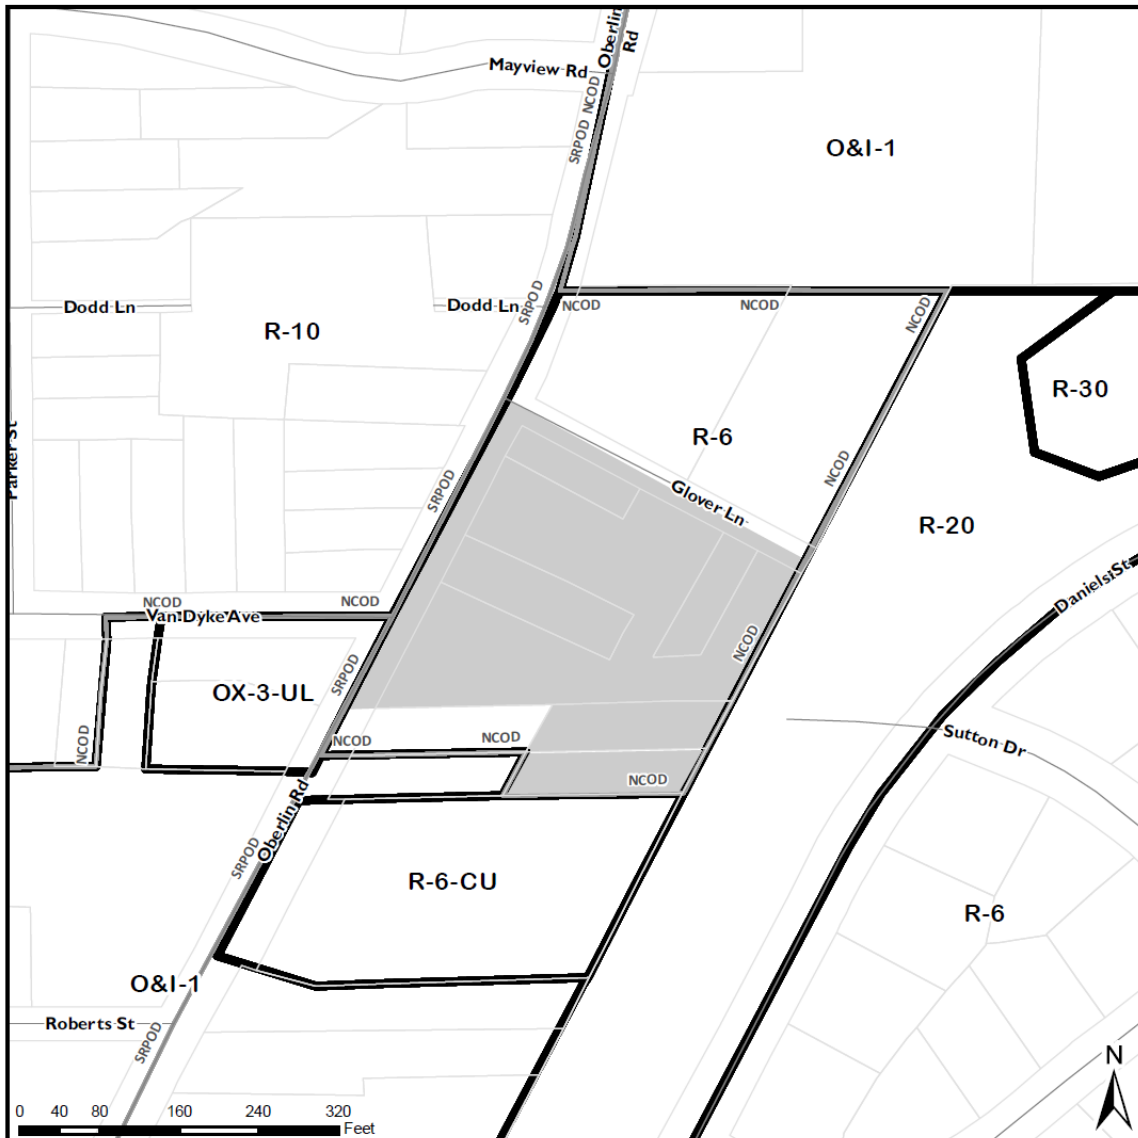 Oberlin
Rd
Mayview Rd
NCOD
SRPOD
O&I-1
Dodd Ln
Dodd Ln
SRPOD
NCOD
NCOD
NCOD
R-10
R-30
R-6
Parker St
SRPOD
NCOD
Glover Ln
R-20
Daniels St
NCOD
NCOD
Van Dyke Ave
NCOD
SRPOD
OX-3-UL
NCOD
NCOD
NCOD
Sutton Dr
NCOD
Oberlin Rd
SRPOD
R-6-CU
R-6
O&I-1
Roberts St
SRPOD
N
0 40 80 160 240 320
Feet